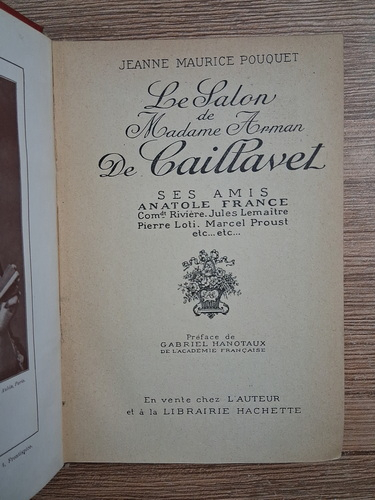 JEANNE MAURICE POUQUET
Le Salon
de
Madame Arman
De Caillavet
SES AMIS
ANATOLE FRANCE
Comdt Rivière. Jules Lemaître
Pierre Loti. Marcel Proust
etc... etc...
Préface de
GABRIEL HANOTAUX
DE L'ACADÉMIE FRANÇAISE
En vente chez L'AUTEUR
et à la LIBRAIRIE HACHETTE